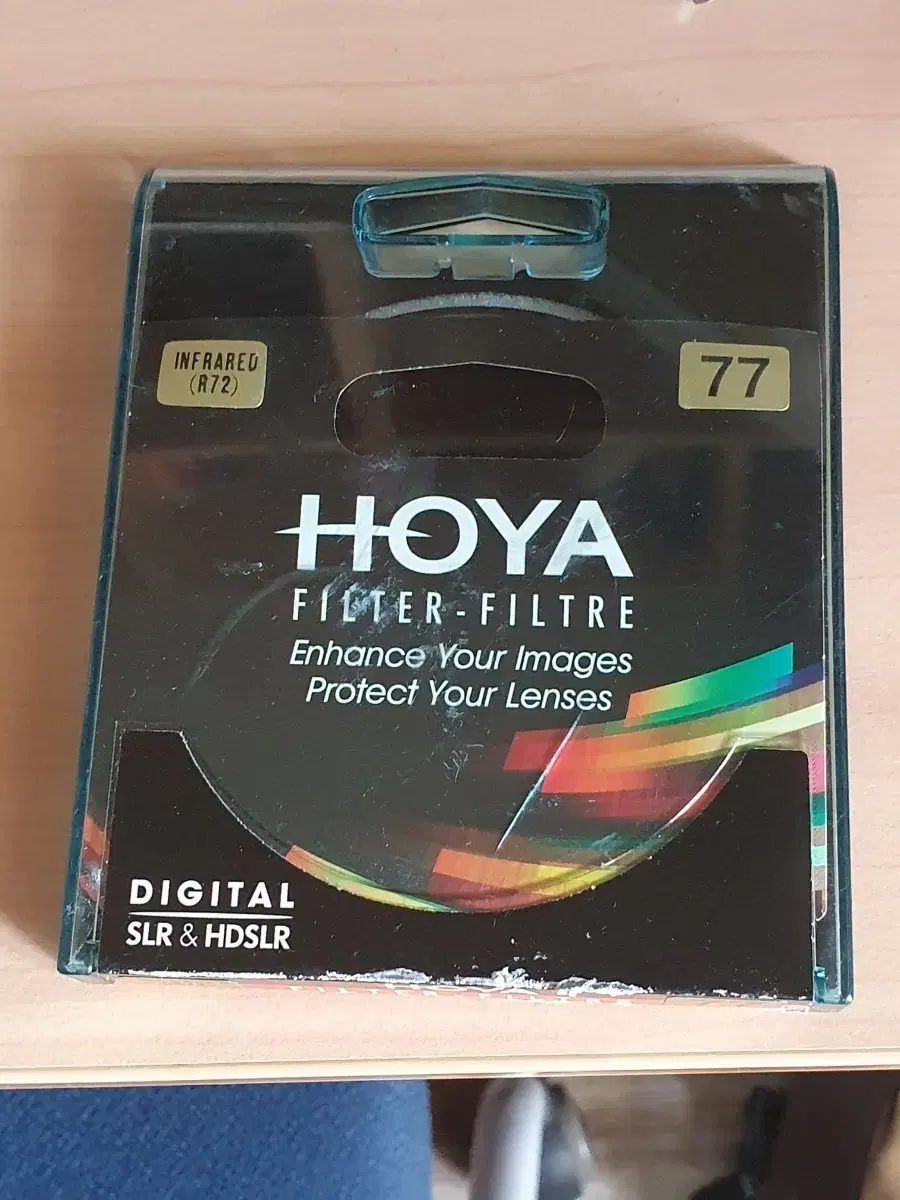 INFRARED
(R72)
77
HOYA
FILTER-FILTRE
Enhance Your Images
Protect Your Lenses
DIGITAL
SLR & HDSLR